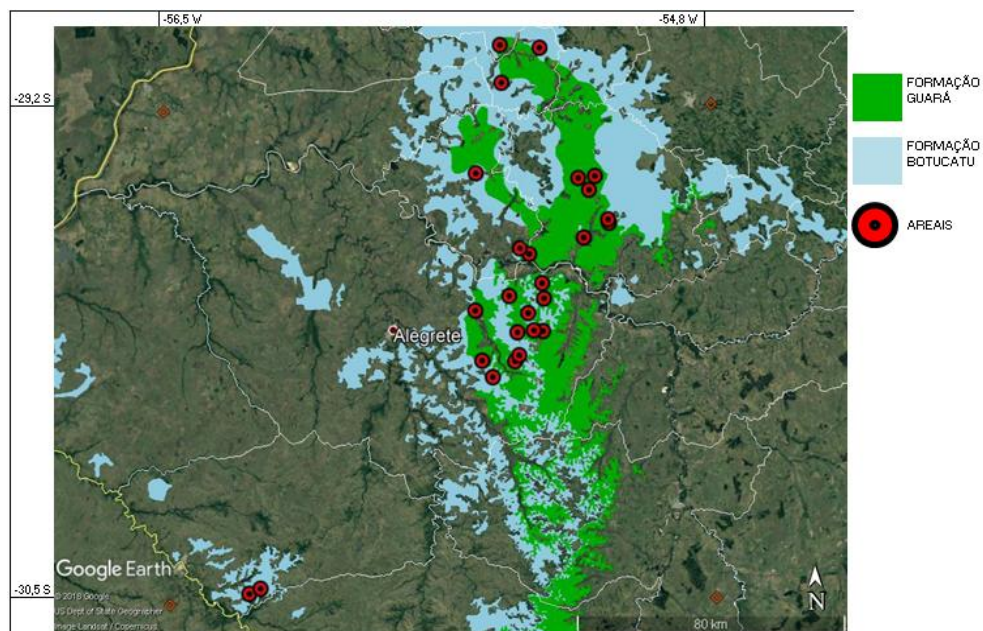 -56,5 W
-54,8 W
-29,2 S
FORMAÇÃO
GUARÁ
FORMAÇÃO
BOTUCATU
AREAIS
Alegrete
-30,5 S
Google Earth
© 2018 Google
US Dept of State Geographer
Image Landsat / Copernicus
N
80 km